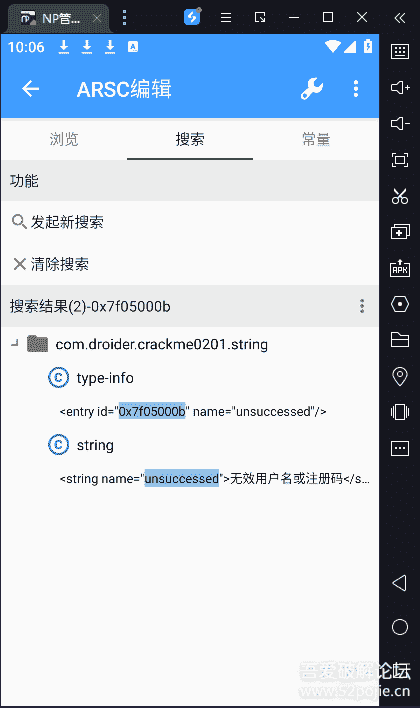 NP管...
10:06
ARSC编辑
浏览 搜索 常量
功能
发起新搜索
清除搜索
搜索结果(2)-0x7f05000b
com.droider.crackme0201.string
C type-info
<entry id="0x7f05000b" name="unsuccessed"/>
C string
<string name="unsuccessed">无效用户名或注册码</s...
吾爱破解论坛
www.52pojie.cn